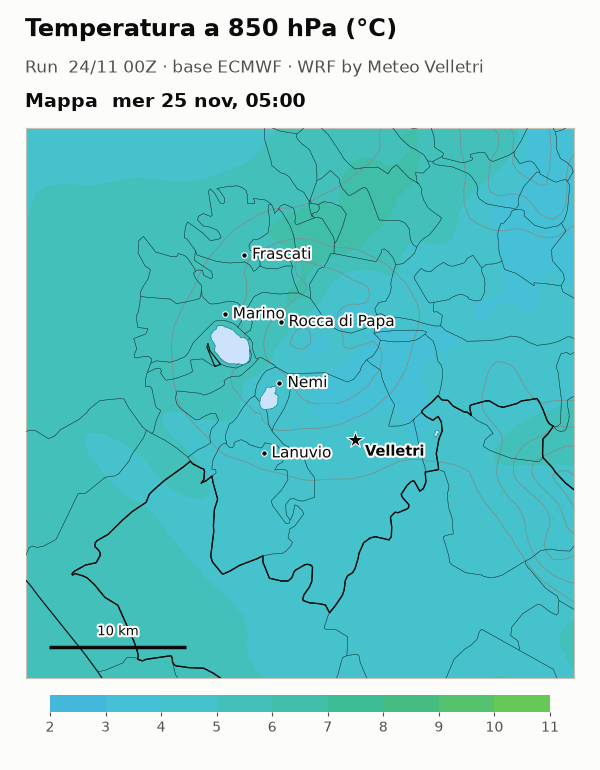 Temperatura a 850 hPa (°C)
Run  24/11 00Z · base ECMWF · WRF by Meteo Velletri
Mappa  mer 25 nov, 05:00
Frascati
Marino
Rocca di Papa
Nemi
Velletri
Lanuvio
10 km
2 3 4 5 6 7 8 9 10 11